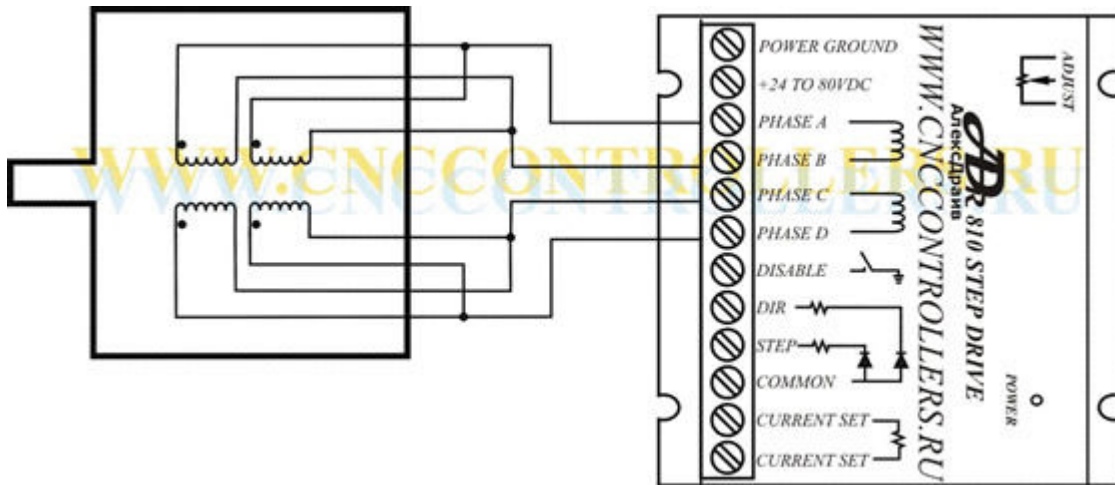 POWER GROUND
+24 TO 80VDC
PHASE A
PHASE B
PHASE C
PHASE D
DISABLE
DIR
STEP
COMMON
CURRENT SET
CURRENT SET
WWW.CNCCONTROLLERS.RU
АлексДрайв
810 STEP DRIVE
ADJUST
POWER
WWW.CNCCONTROLLERS.RU